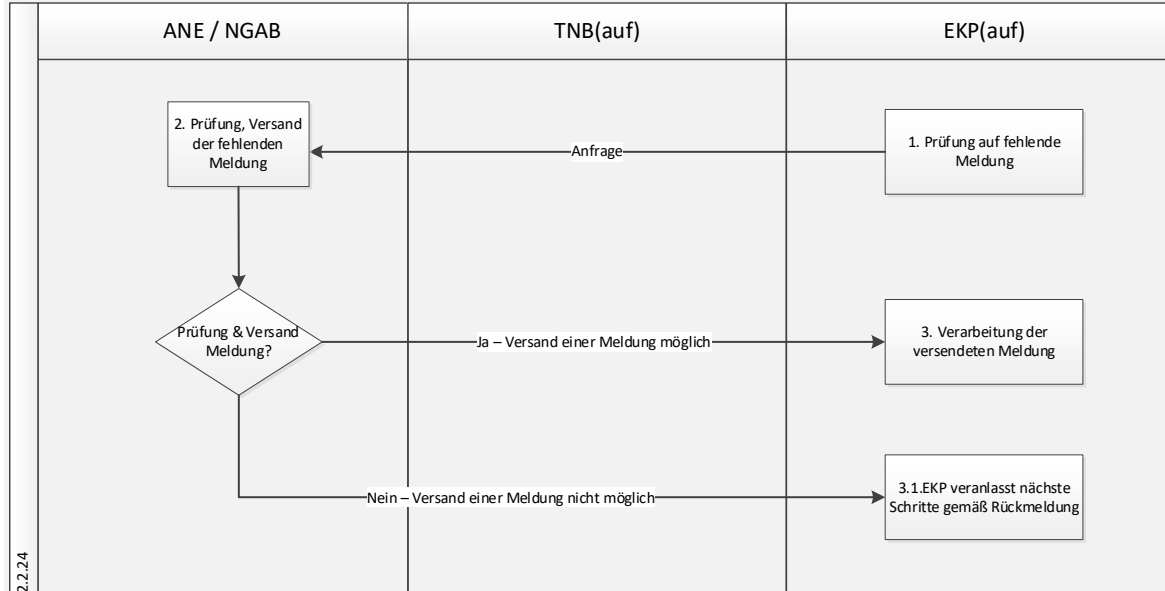 ANE / NGAB
TNB(auf)
EKP(auf)
2. Prüfung, Versand
der fehlenden
Meldung
Anfrage
1. Prüfung auf fehlende
Meldung
Prüfung & Versand
Meldung?
Ja – Versand einer Meldung möglich
3. Verarbeitung der
versendeten Meldung
Nein – Versand einer Meldung nicht möglich
3.1.EKP veranlasst nächste
Schritte gemäß Rückmeldung
2.2.24